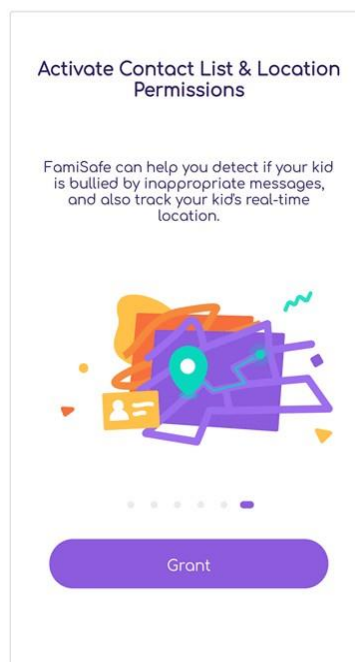 Activate Contact List & Location
Permissions
FamiSafe can help you detect if your kid
is bullied by inappropriate messages,
and also track your kid's real-time
location.
Grant